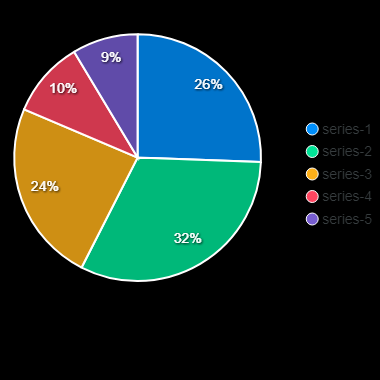 9%
26%
10%
24%
32%
series-1
series-2
series-3
series-4
series-5